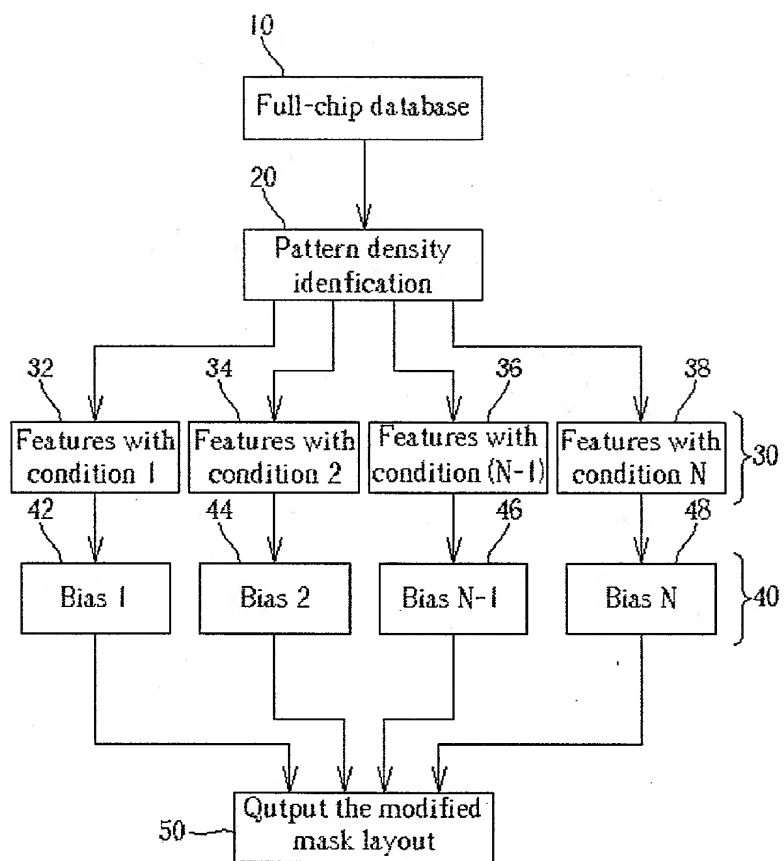 10
Full-chip database
20
Pattern density
idenfication
32
34
36
38
Features with
condition 1
Features with
condition 2
Features with
condition (N-1)
Features with
condition N
30
42
44
46
48
Bias 1
Bias 2
Bias N-1
Bias N
40
Qutput the modified
mask layout
50